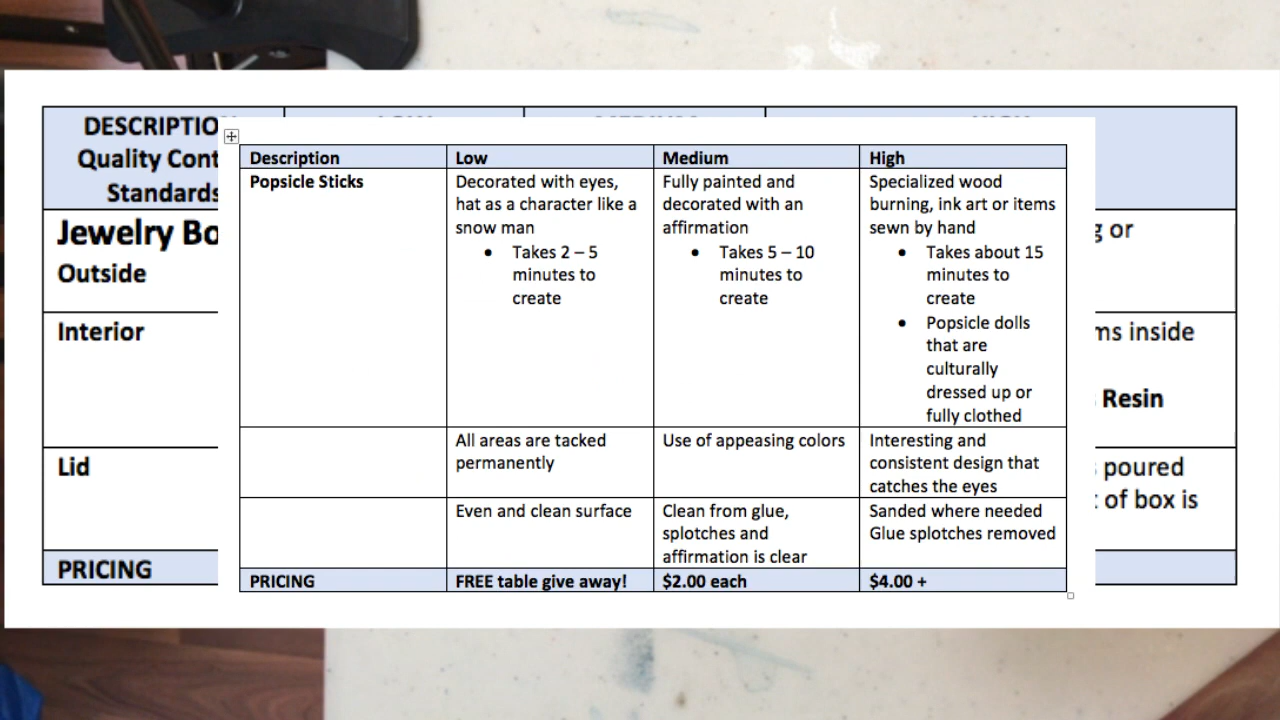 DESCRIPTIO
Quality Cont
Standards
Jewelry Bo
Outside
Interior
Lid
PRICING
Description Low Medium High
Popsicle Sticks
Decorated with eyes,
hat as a character like a
snow man
• Takes 2 – 5
minutes to
create
Fully painted and
decorated with an
affirmation
• Takes 5 – 10
minutes to
create
Specialized wood
burning, ink art or items
sewn by hand
• Takes about 15
minutes to
create
• Popsicle dolls
that are
culturally
dressed up or
fully clothed
All areas are tacked
permanently
Use of appeasing colors
Interesting and
consistent design that
catches the eyes
Even and clean surface
Clean from glue,
splotches and
affirmation is clear
Sanded where needed
Glue splotches removed
PRICING FREE table give away! $2.00 each $4.00 +
g or
ms inside
Resin
poured
of box is